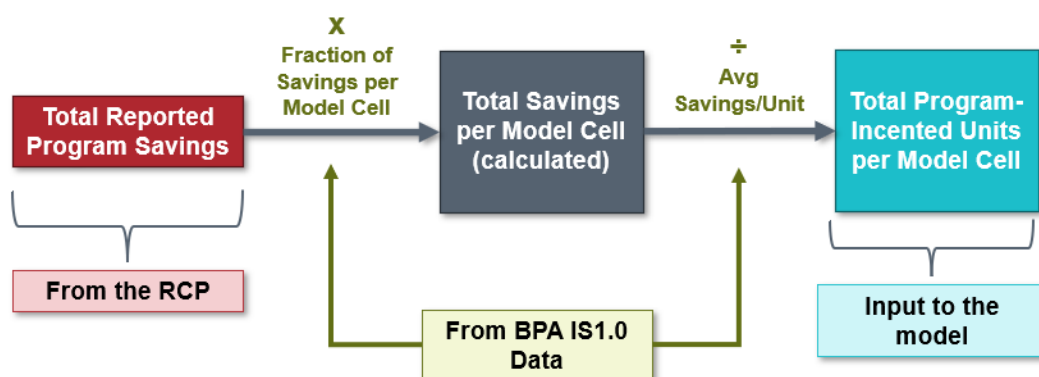 x
Fraction of
Savings per
Model Cell
÷
Avg
Savings/Unit
Total Reported
Program Savings
Total Savings
per Model Cell
(calculated)
Total Program-
Incented Units
per Model Cell
From the RCP
From BPA IS1.0
Data
Input to the
model